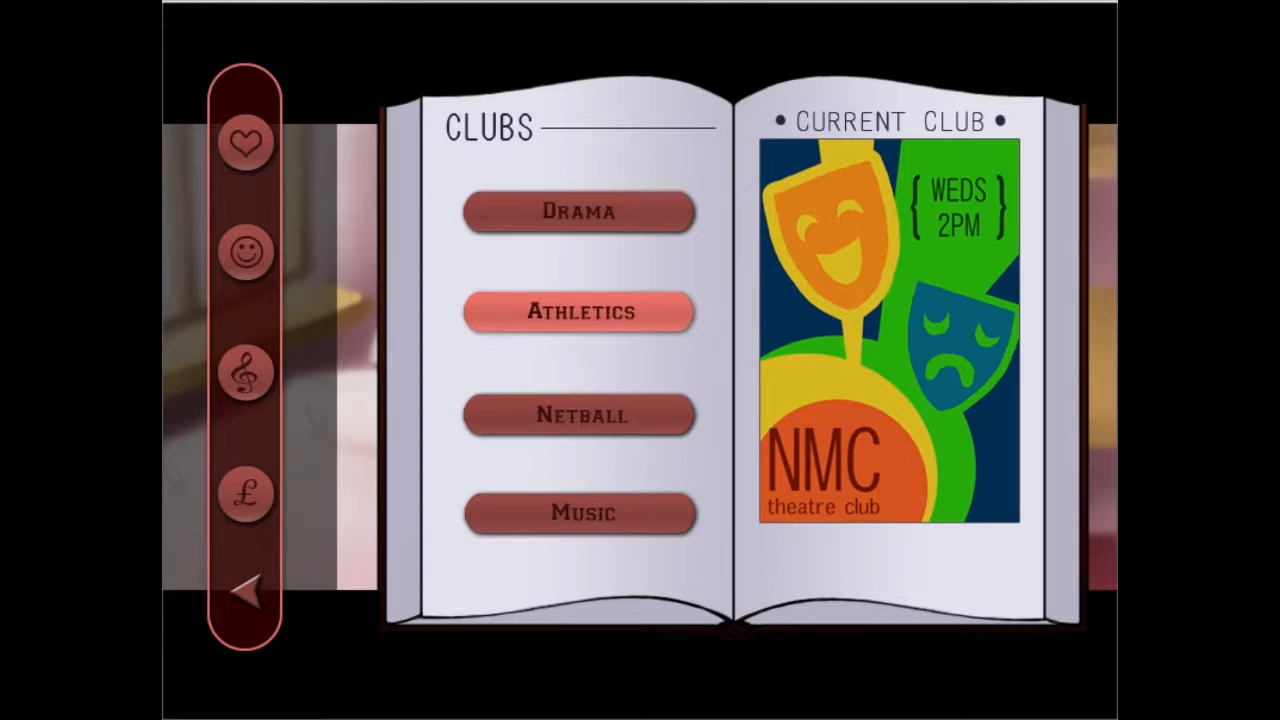 CLUBS
Drama
Athletics
Netball
Music
• CURRENT CLUB •
{ WEDS }
2PM
NMC
theatre club
£